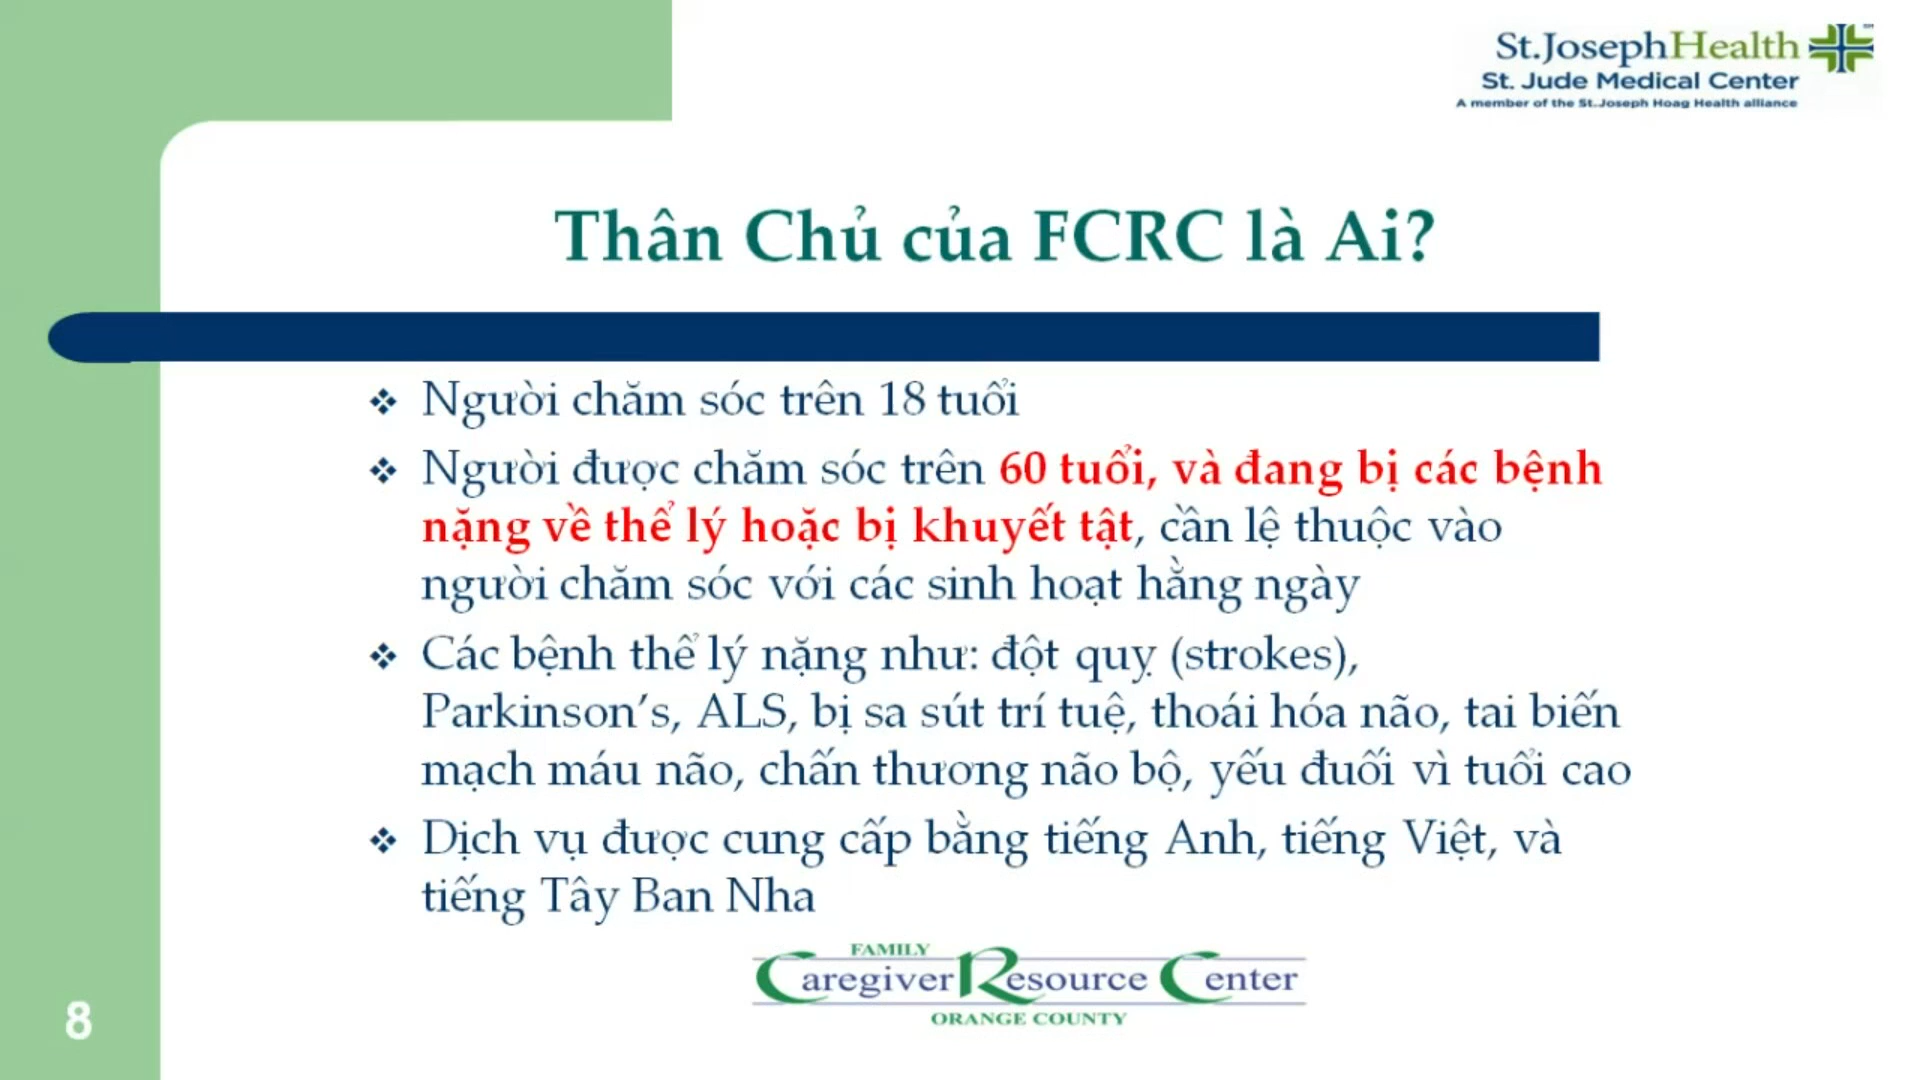 St.JosephHealth
St. Jude Medical Center
A member of the St.Joseph Hoag Health alliance
Thân Chủ của FCRC là Ai?
❖ Người chăm sóc trên 18 tuổi
❖ Người được chăm sóc trên 60 tuổi, và đang bị các bệnh
nặng về thể lý hoặc bị khuyết tật, cần lệ thuộc vào
người chăm sóc với các sinh hoạt hằng ngày
❖ Các bệnh thể lý nặng như: đột quỵ (strokes),
Parkinson’s, ALS, bị sa sút trí tuệ, thoái hóa não, tai biến
mạch máu não, chấn thương não bộ, yếu đuối vì tuổi cao
❖ Dịch vụ được cung cấp bằng tiếng Anh, tiếng Việt, và
tiếng Tây Ban Nha
FAMILY
Caregiver Resource Center
ORANGE COUNTY
8